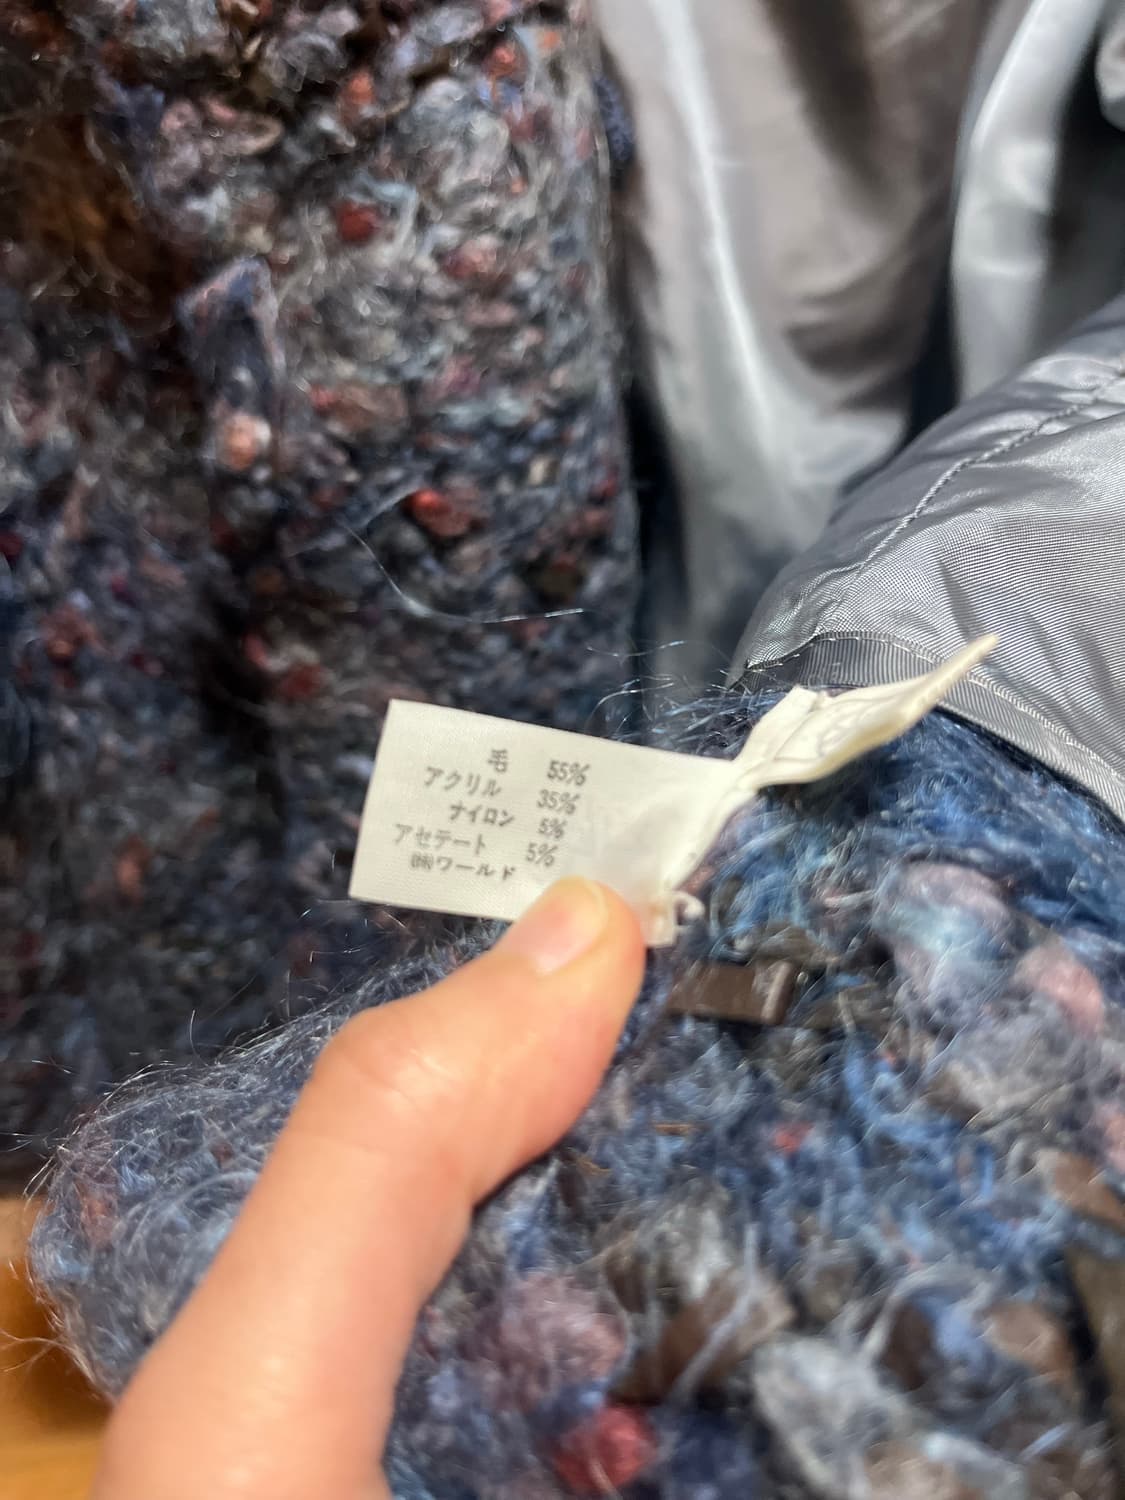 毛 55%
アクリル 35%
ナイロン 5%
アセテート 5%
㈱ワールド